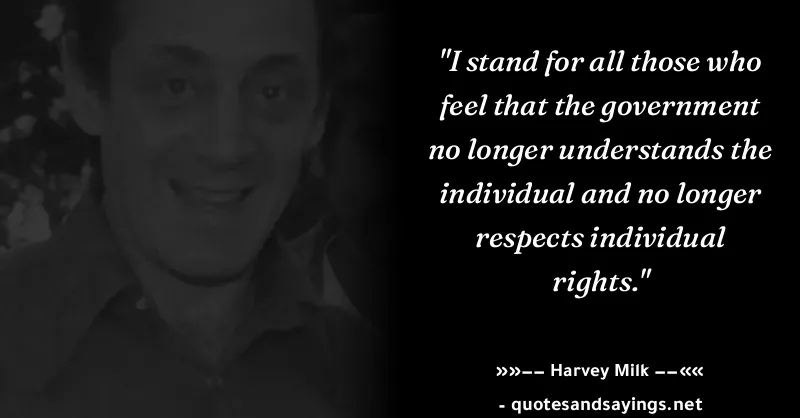 "I stand for all those who
feel that the government
no longer understands the
individual and no longer
respects individual
rights."
»»−− Harvey Milk −−««
- quotesandsayings.net